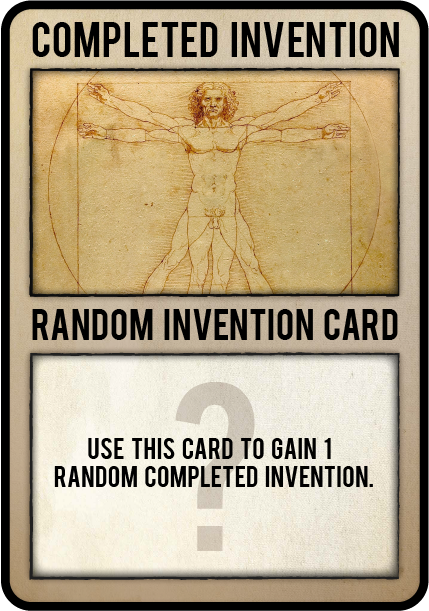 COMPLETED INVENTION
RANDOM INVENTION CARD
?
USE THIS CARD TO GAIN 1
RANDOM COMPLETED INVENTION.